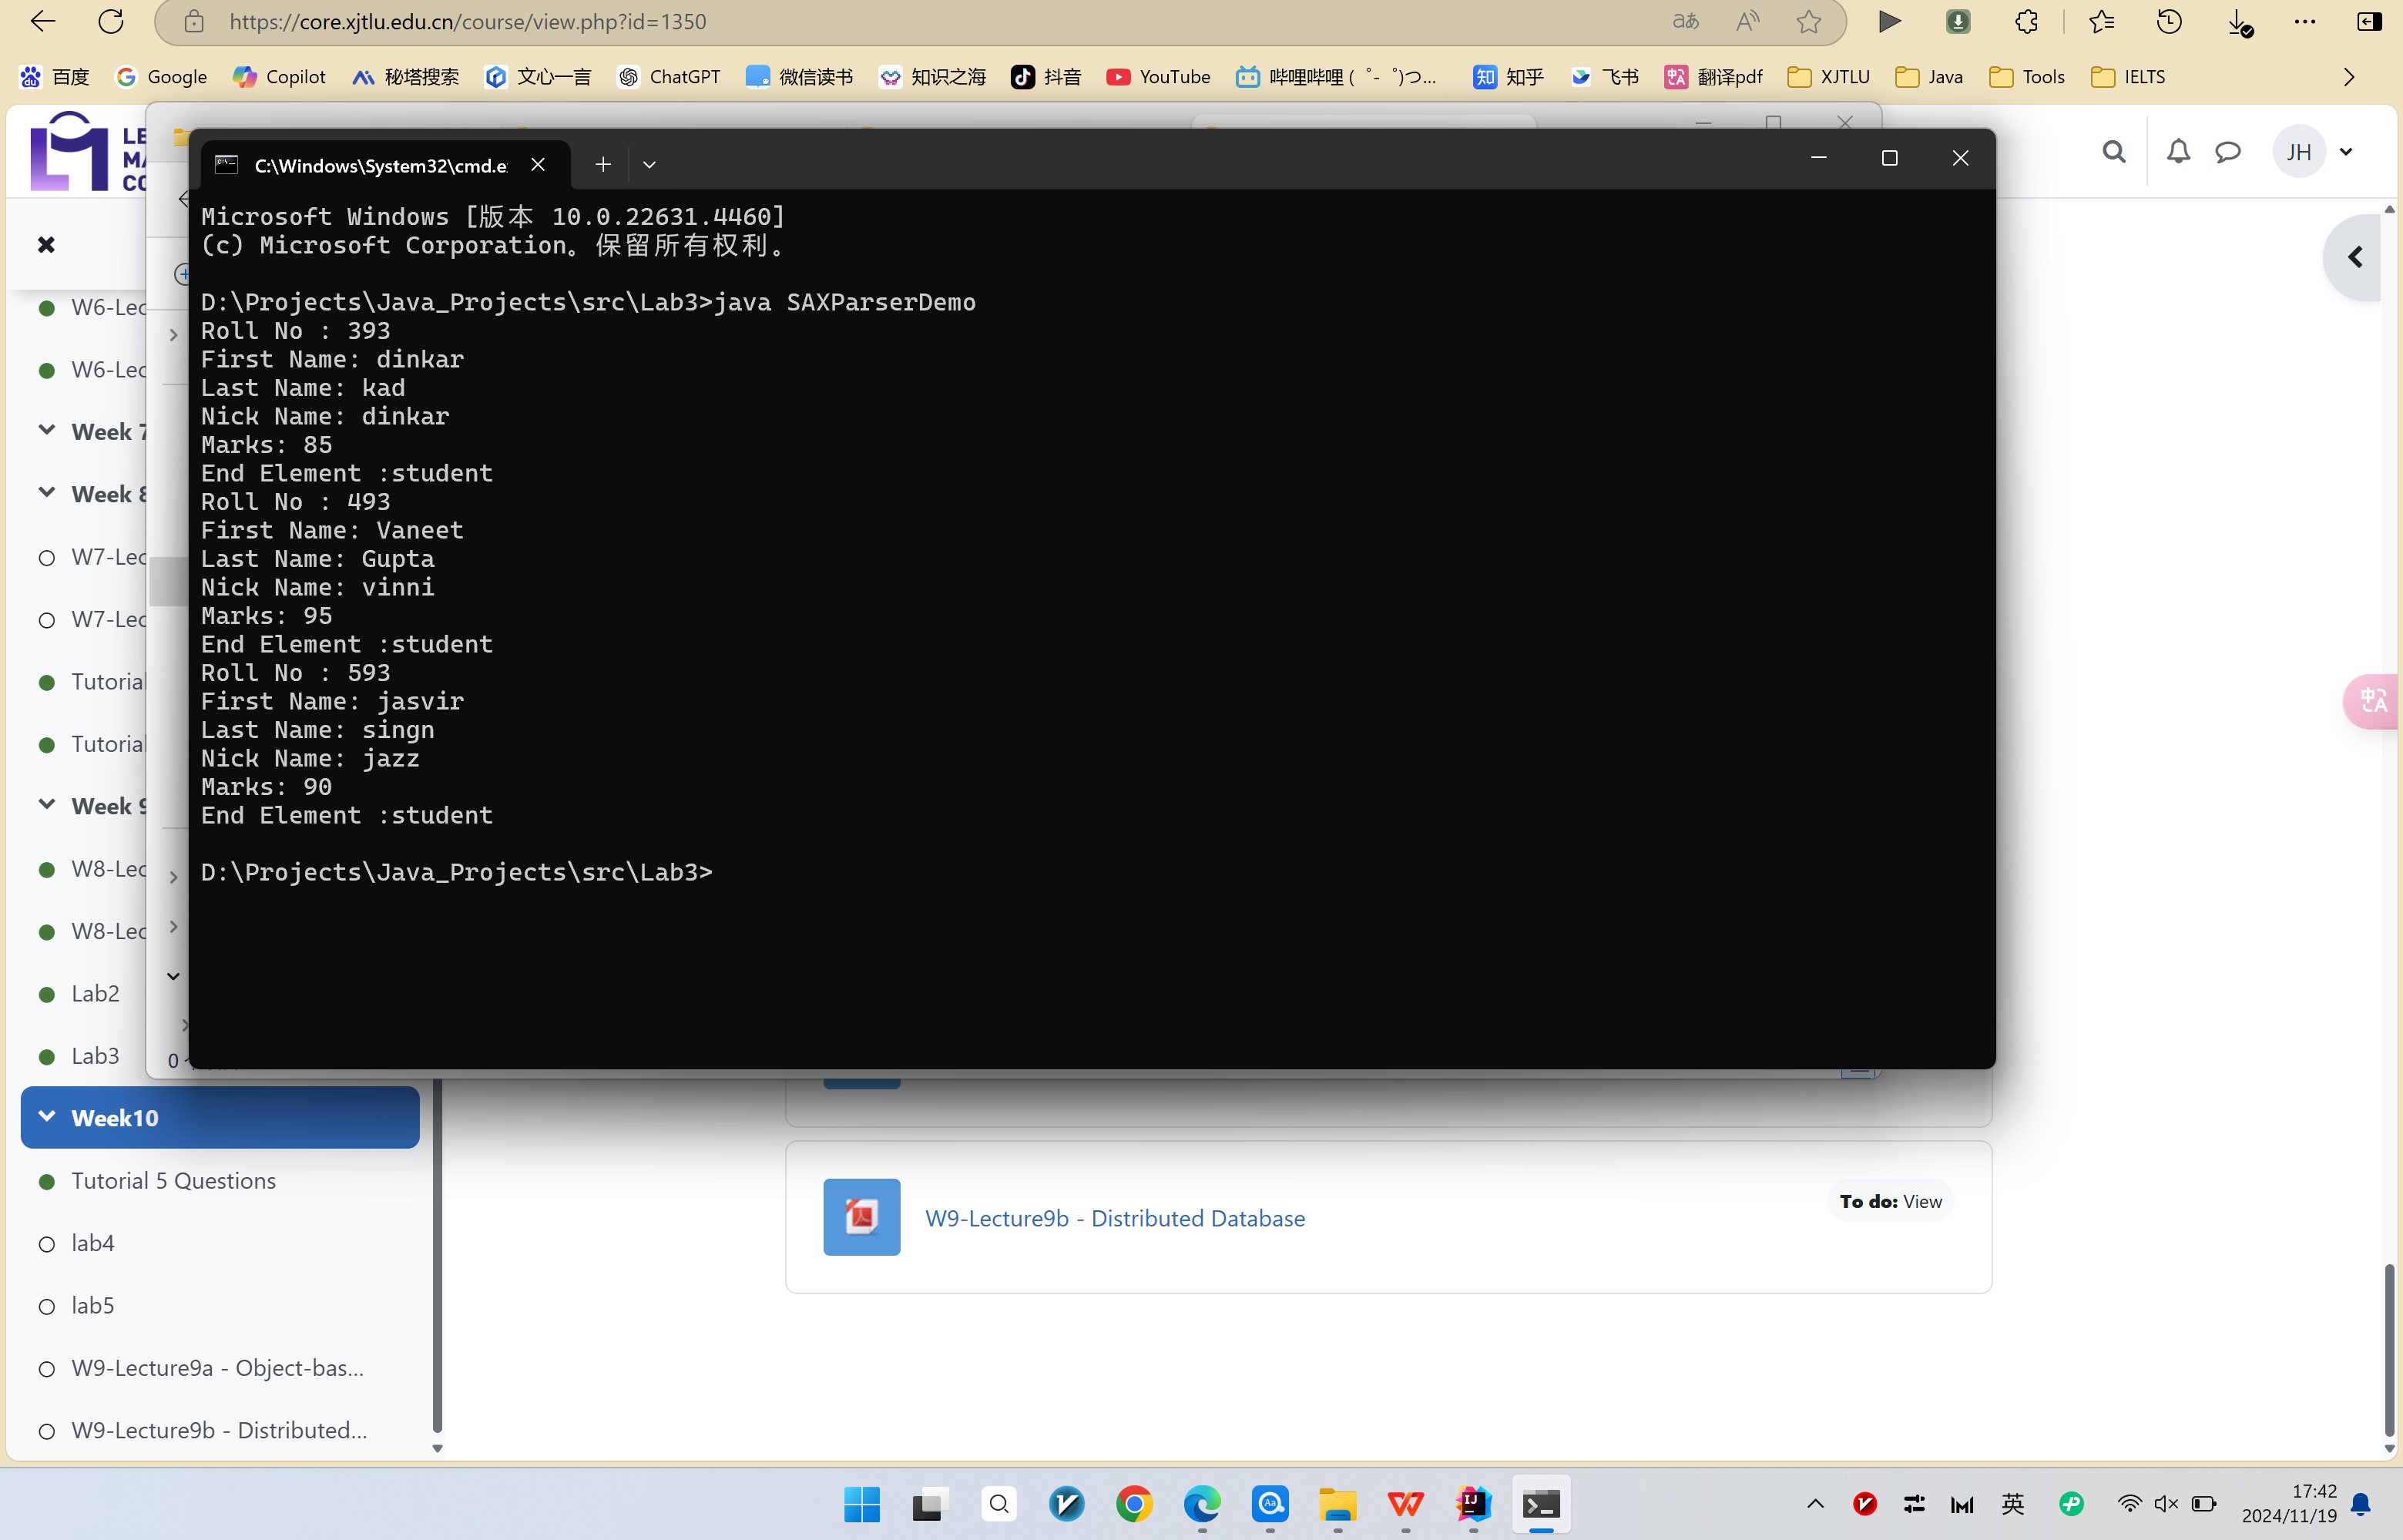 https://core.xjtlu.edu.cn/course/view.php?id=1350
百度 Google Copilot 秘塔搜索 文心一言 ChatGPT 微信读书 知识之海 抖音 YouTube 哔哩哔哩 ( ゜- ゜)つ... 知乎 飞书 翻译pdf XJTLU Java Tools IELTS
JH
C:\Windows\System32\cmd.e
Microsoft Windows [版本 10.0.22631.4460]
(c) Microsoft Corporation。保留所有权利。
D:\Projects\Java_Projects\src\Lab3>java SAXParserDemo
Roll No : 393
First Name: dinkar
Last Name: kad
Nick Name: dinkar
Marks: 85
End Element :student
Roll No : 493
First Name: Vaneet
Last Name: Gupta
Nick Name: vinni
Marks: 95
End Element :student
Roll No : 593
First Name: jasvir
Last Name: singn
Nick Name: jazz
Marks: 90
End Element :student
D:\Projects\Java_Projects\src\Lab3>
W6-Lec
W6-Lec
Week 7
Week 8
W7-Lec
W7-Lec
Tutorial
Tutorial
Week 9
W8-Lec
W8-Lec
Lab2
Lab3
Week10
Tutorial 5 Questions
lab4
lab5
W9-Lecture9a - Object-bas...
W9-Lecture9b - Distributed...
W9-Lecture9b - Distributed Database
To do: View
英
17:42
2024/11/19